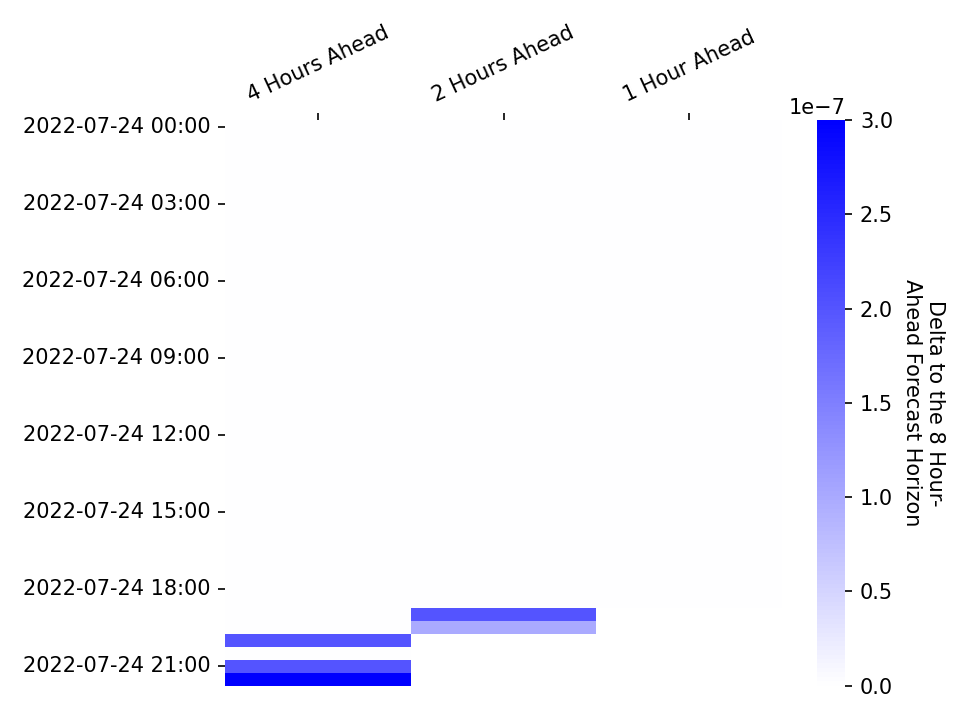 4 Hours Ahead
2 Hours Ahead
1 Hour Ahead
1e−7
2022-07-24 00:00
2022-07-24 03:00
2022-07-24 06:00
2022-07-24 09:00
2022-07-24 12:00
2022-07-24 15:00
2022-07-24 18:00
2022-07-24 21:00
3.0
2.5
2.0
1.5
1.0
0.5
0.0
Delta to the 8 Hour-
Ahead Forecast Horizon